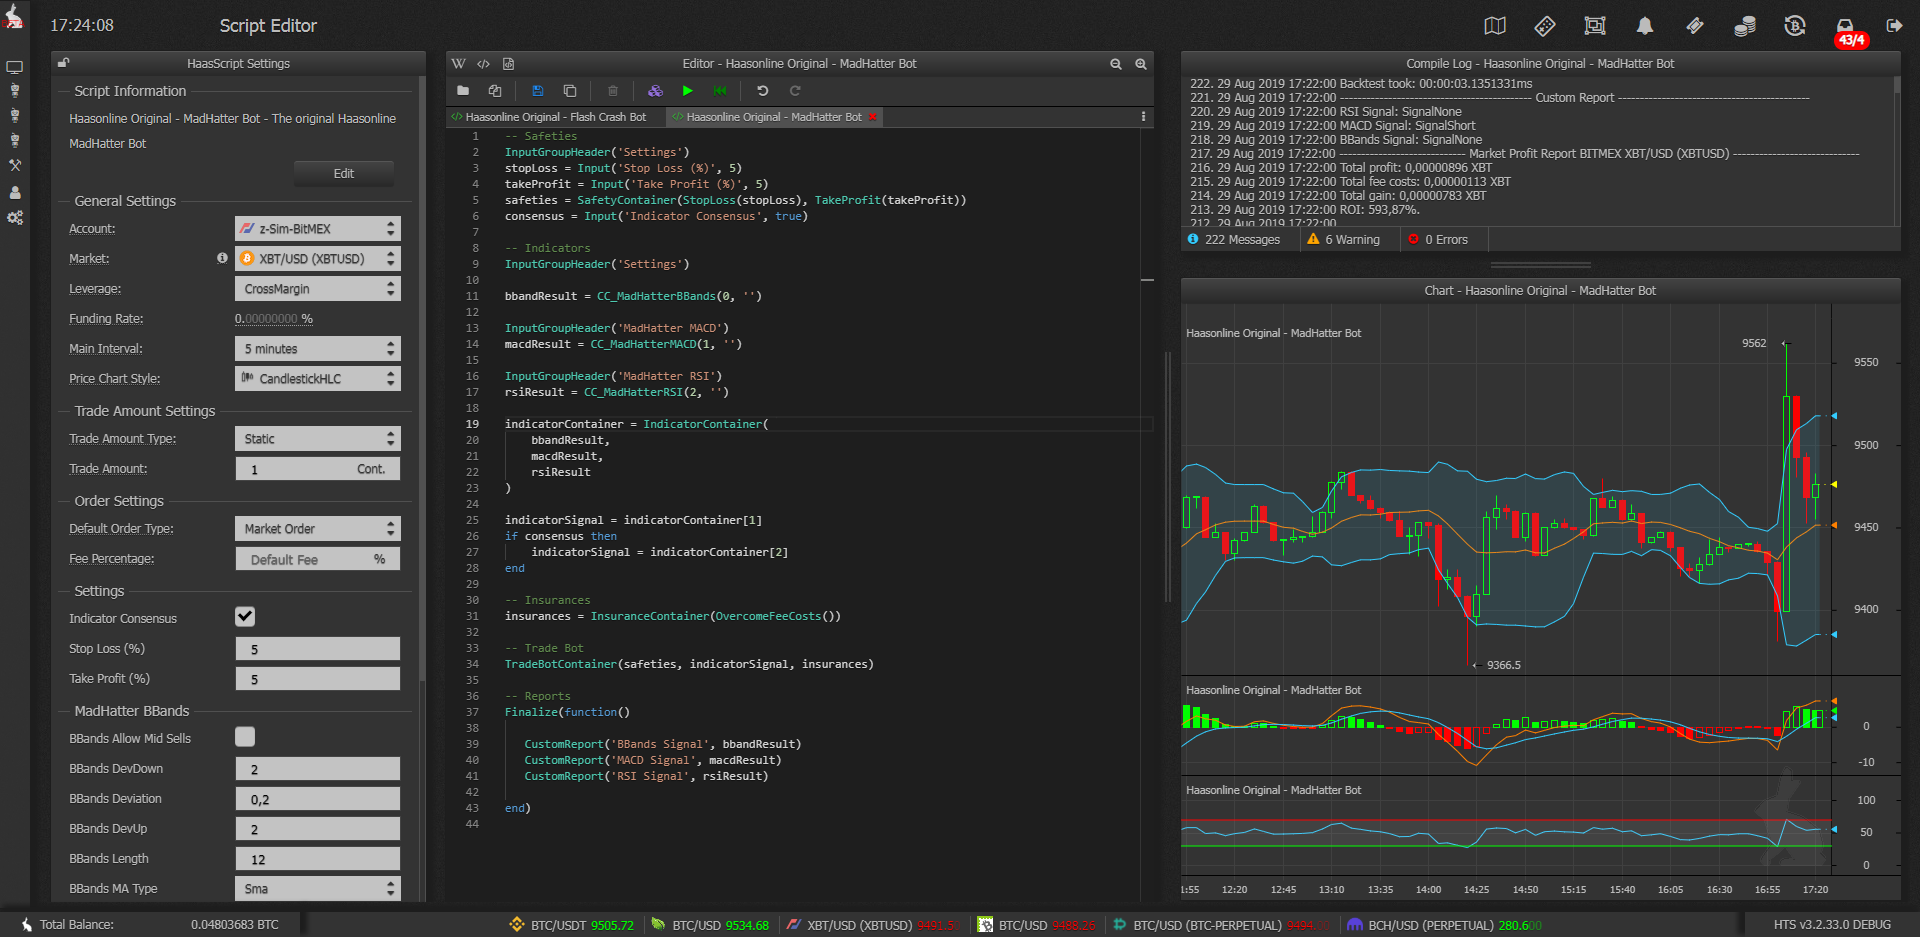 17:24:08
Script Editor
43/4
HaasScript Settings
Script Information
Haasonline Original - MadHatter Bot - The original Haasonline
MadHatter Bot
Edit
General Settings
Account:
z-Sim-BitMEX
Market:
XBT/USD (XBTUSD)
Leverage:
CrossMargin
Funding Rate:
0.00000000 %
Main Interval:
5 minutes
Price Chart Style:
CandlestickHLC
Trade Amount Settings
Trade Amount Type:
Static
Trade Amount:
1
Cont.
Order Settings
Default Order Type:
Market Order
Fee Percentage:
Default Fee
%
Settings
Indicator Consensus
Stop Loss (%)
5
Take Profit (%)
5
MadHatter BBands
BBands Allow Mid Sells
BBands DevDown
2
BBands Deviation
0,2
BBands DevUp
2
BBands Length
12
BBands MA Type
Sma
Editor - Haasonline Original - MadHatter Bot
Haasonline Original - Flash Crash Bot
Haasonline Original - MadHatter Bot
1 -- Safeties
2 InputGroupHeader('Settings')
3 stopLoss = Input('Stop Loss (%)', 5)
4 takeProfit = Input('Take Profit (%)', 5)
5 safeties = SafetyContainer(StopLoss(stopLoss), TakeProfit(takeProfit))
6 consensus = Input('Indicator Consensus', true)
7
8 -- Indicators
9 InputGroupHeader('Settings')
10
11 bbandResult = CC_MadHatterBBands(0, '')
12
13 InputGroupHeader('MadHatter MACD')
14 macdResult = CC_MadHatterMACD(1, '')
15
16 InputGroupHeader('MadHatter RSI')
17 rsiResult = CC_MadHatterRSI(2, '')
18
19 indicatorContainer = IndicatorContainer(
20 bbandResult,
21 macdResult,
22 rsiResult
23 )
24
25 indicatorSignal = indicatorContainer[1]
26 if consensus then
27 indicatorSignal = indicatorContainer[2]
28 end
29
30 -- Insurances
31 insurances = InsuranceContainer(OvercomeFeeCosts())
32
33 -- Trade Bot
34 TradeBotContainer(safeties, indicatorSignal, insurances)
35
36 -- Reports
37 Finalize(function()
38
39 CustomReport('BBands Signal', bbandResult)
40 CustomReport('MACD Signal', macdResult)
41 CustomReport('RSI Signal', rsiResult)
42
43 end)
44
Compile Log - Haasonline Original - MadHatter Bot
222. 29 Aug 2019 17:22:00 Backtest took: 00:00:03.1351331ms
221. 29 Aug 2019 17:22:00 ------------------------------------------ Custom Report ------------------------------------------
220. 29 Aug 2019 17:22:00 RSI Signal: SignalNone
219. 29 Aug 2019 17:22:00 MACD Signal: SignalShort
218. 29 Aug 2019 17:22:00 BBands Signal: SignalNone
217. 29 Aug 2019 17:22:00 ---------------------------- Market Profit Report BITMEX XBT/USD (XBTUSD) ----------------------------
216. 29 Aug 2019 17:22:00 Total profit: 0,00000896 XBT
215. 29 Aug 2019 17:22:00 Total fee costs: 0,00000113 XBT
214. 29 Aug 2019 17:22:00 Total gain: 0,00000783 XBT
213. 29 Aug 2019 17:22:00 ROI: 593,87%.
212. 29 Aug 2019 17:22:00
222 Messages
6 Warning
0 Errors
Chart - Haasonline Original - MadHatter Bot
Haasonline Original - MadHatter Bot
9562
9550
9500
9450
9400
9366.5
Haasonline Original - MadHatter Bot
0
-10
Haasonline Original - MadHatter Bot
100
50
0
1:55 12:20 12:45 13:10 13:35 14:00 14:25 14:50 15:15 15:40 16:05 16:30 16:55 17:20
Total Balance:
0.04803683 BTC
BTC/USDT 9505.72
BTC/USD 9534.68
XBT/USD (XBTUSD) 9491.50
BTC/USD 9488.26
BTC/USD (BTC-PERPETUAL) 9494.00
BCH/USD (PERPETUAL) 280.600
HTS v3.2.33.0 DEBUG